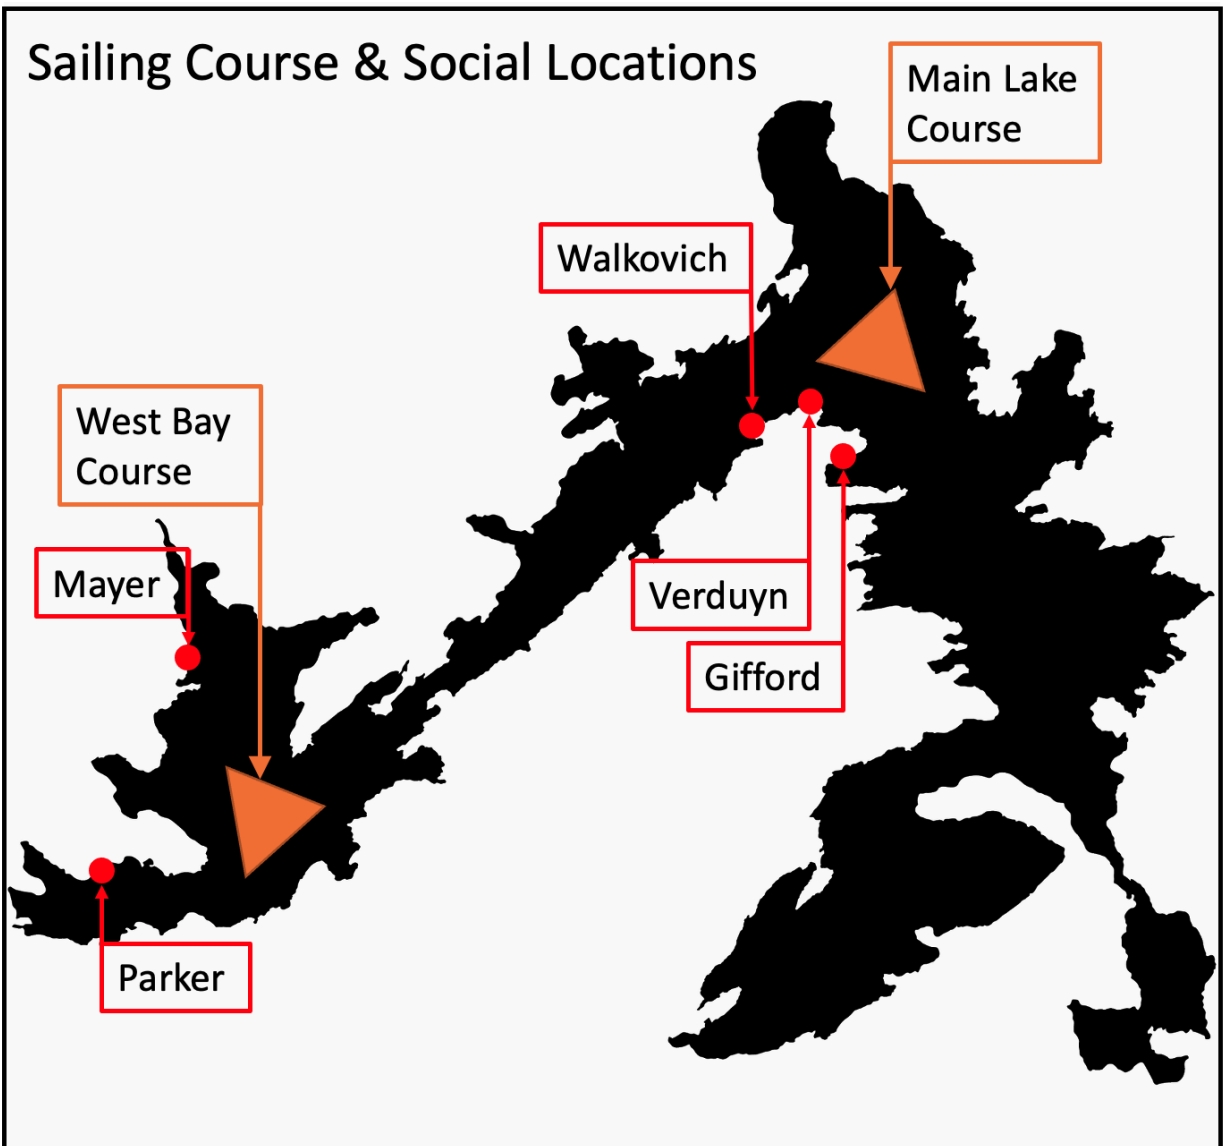 Sailing Course & Social Locations
Main Lake
Course
Walkovich
West Bay
Course
Mayer
Verduyn
Gifford
Parker